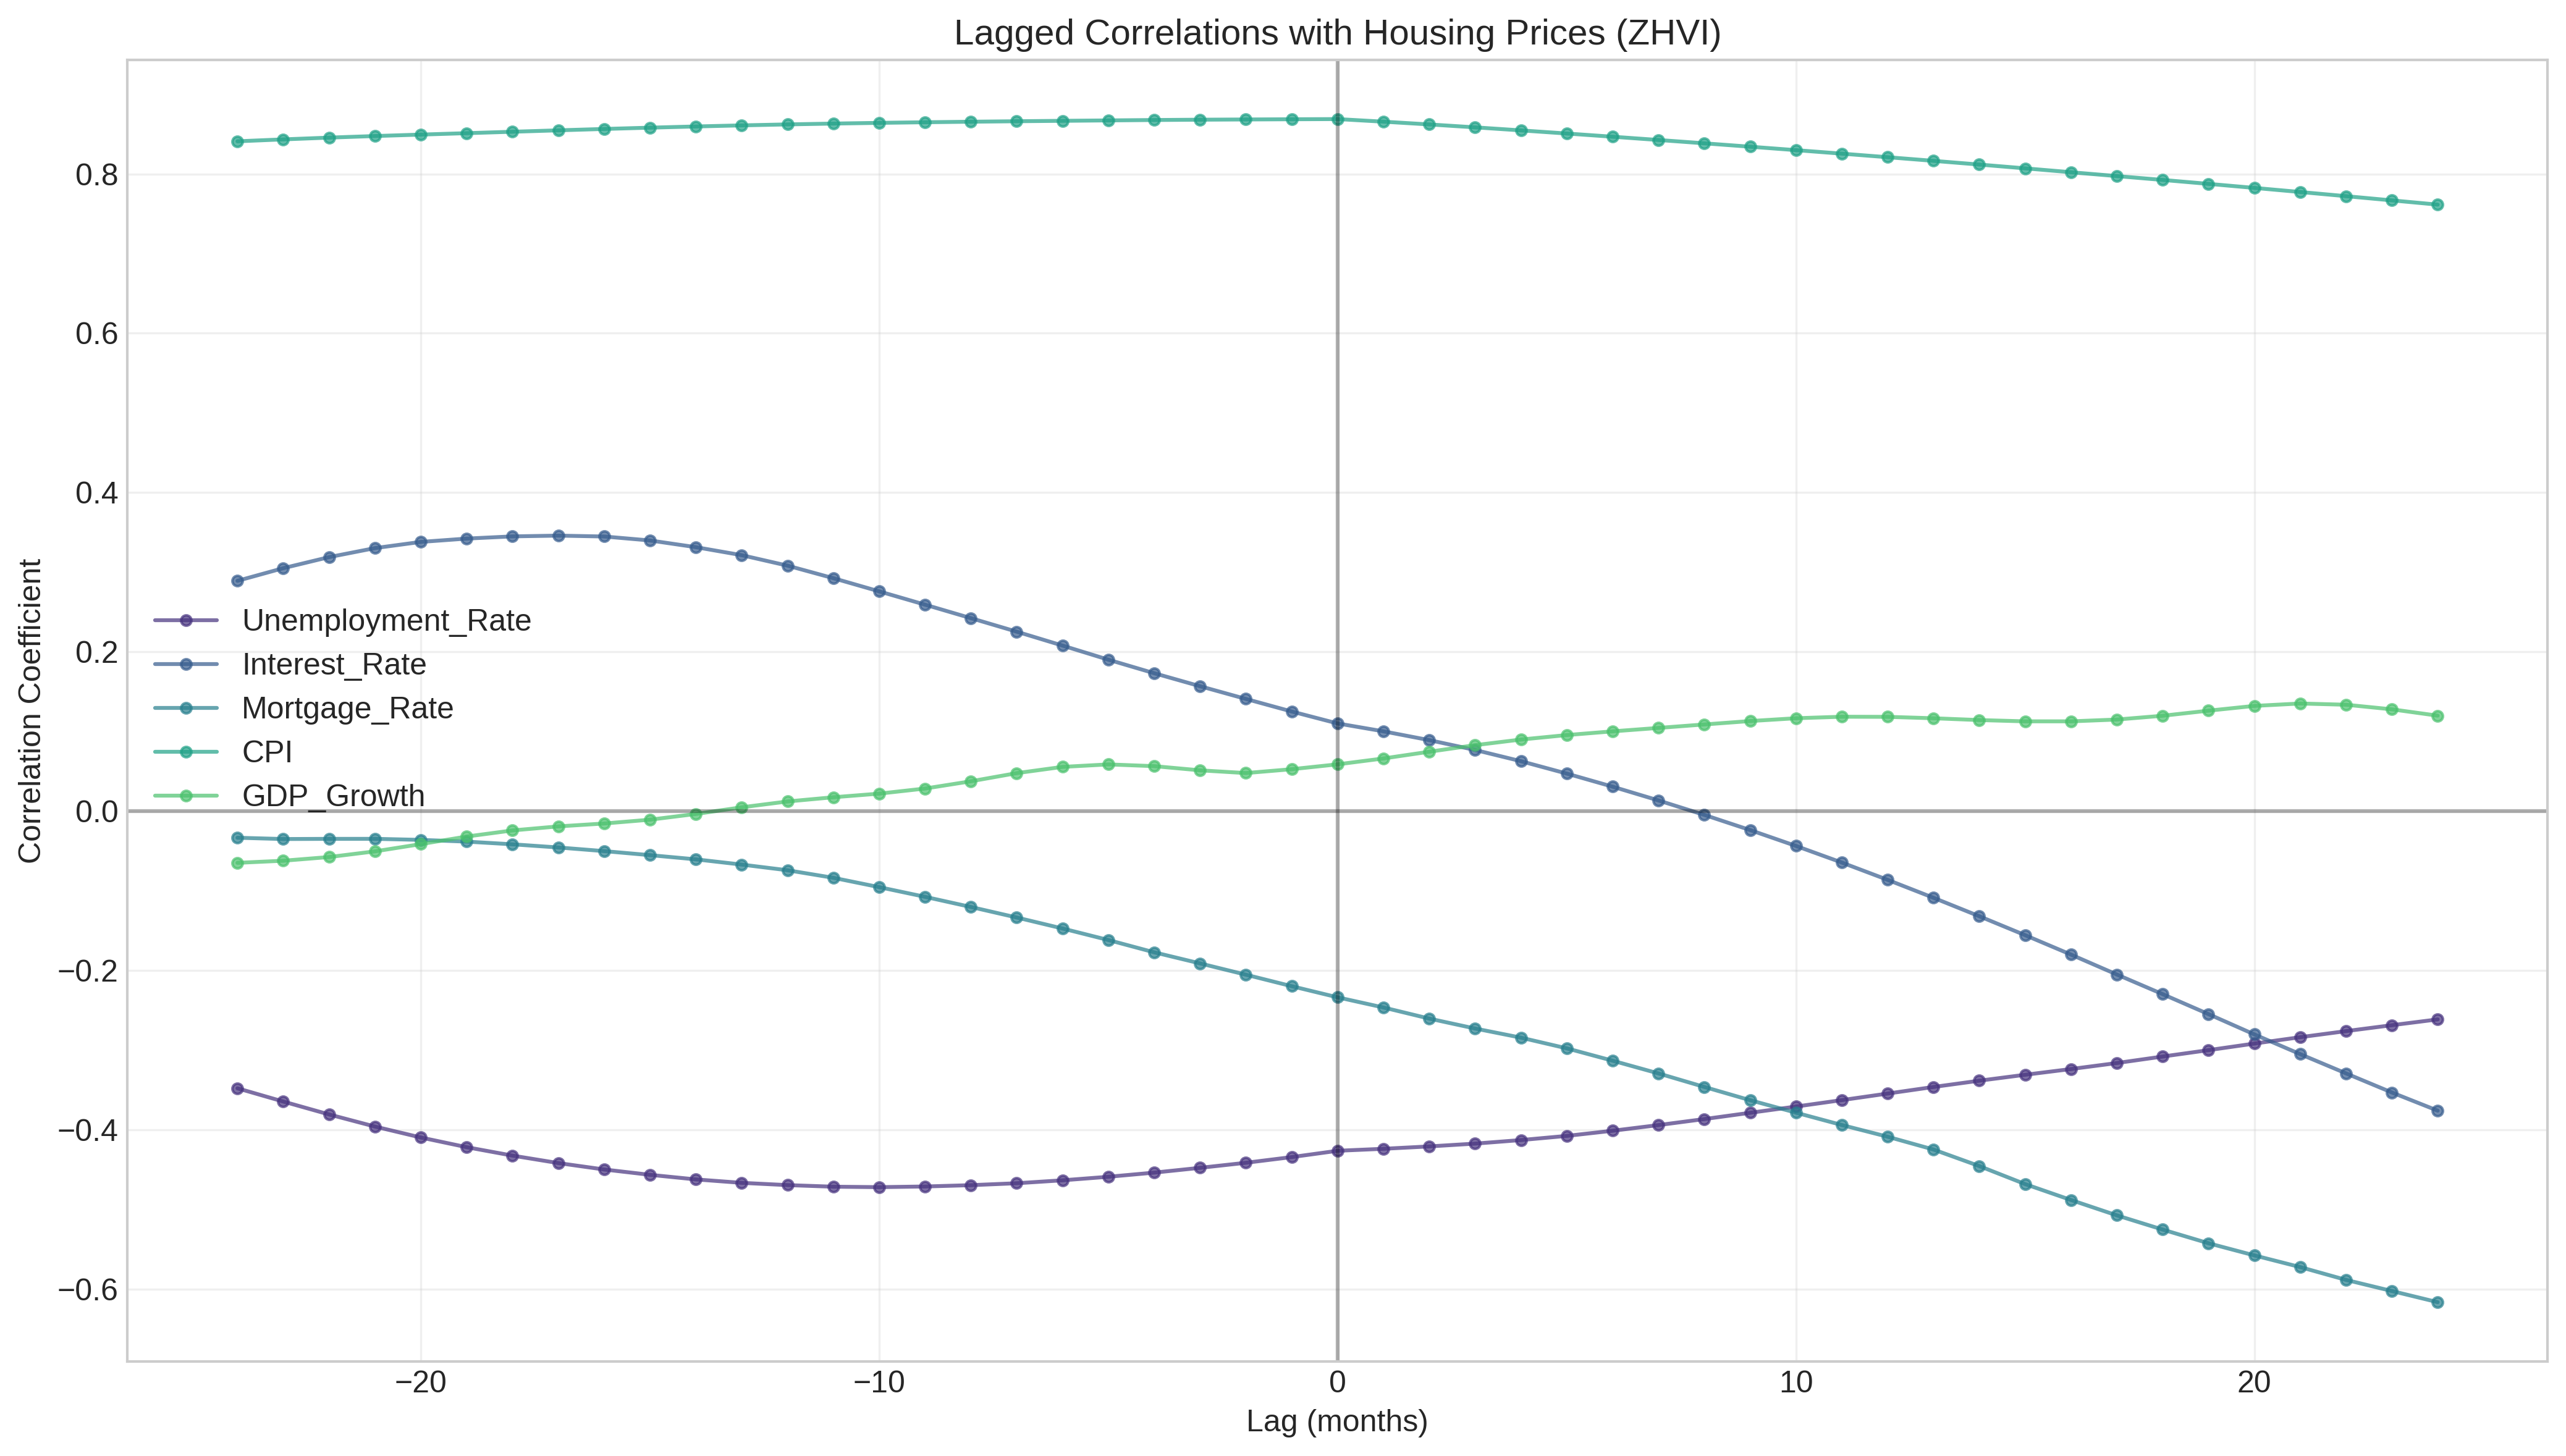 Lagged Correlations with Housing Prices (ZHVI)
Correlation Coefficient
0.8
0.6
0.4
0.2
0.0
−0.2
−0.4
−0.6
Unemployment_Rate
Interest_Rate
Mortgage_Rate
CPI
GDP_Growth
−20
−10
0
10
20
Lag (months)